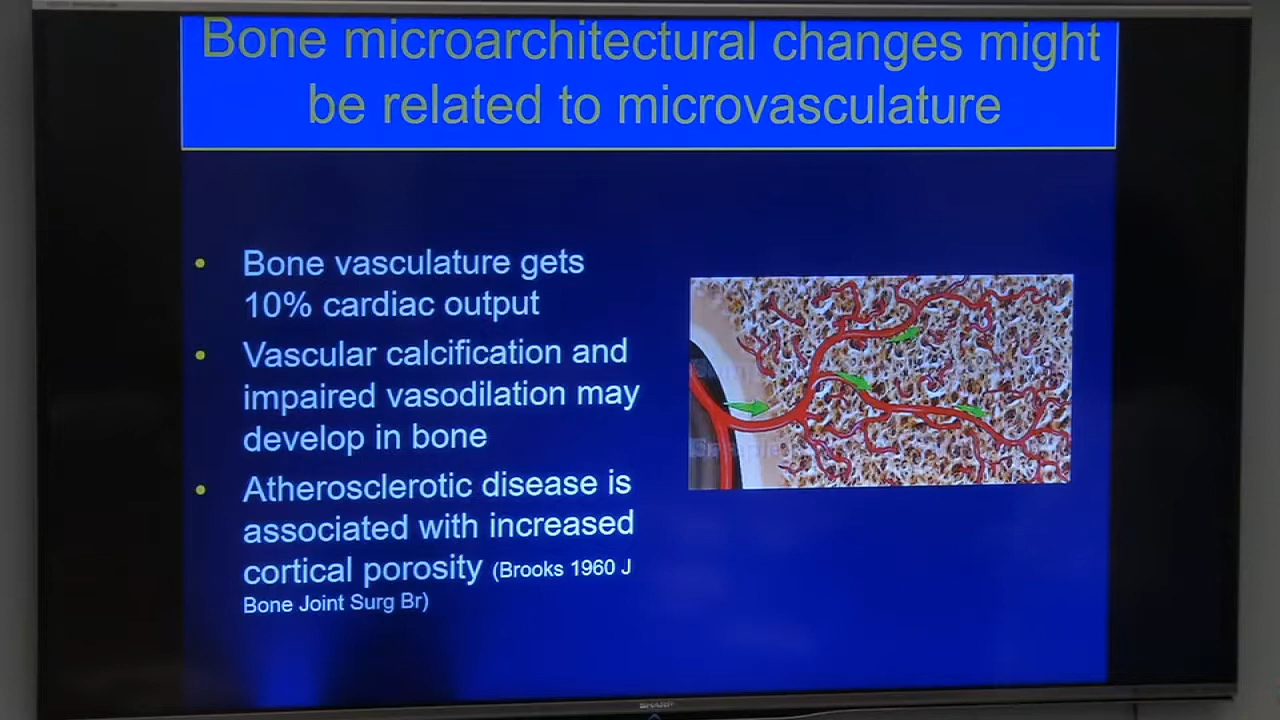 Bone microarchitectural changes might
be related to microvasculature
• Bone vasculature gets
10% cardiac output
• Vascular calcification and
impaired vasodilation may
develop in bone
• Atherosclerotic disease is
associated with increased
cortical porosity (Brooks 1960 J
Bone Joint Surg Br)
SHARP